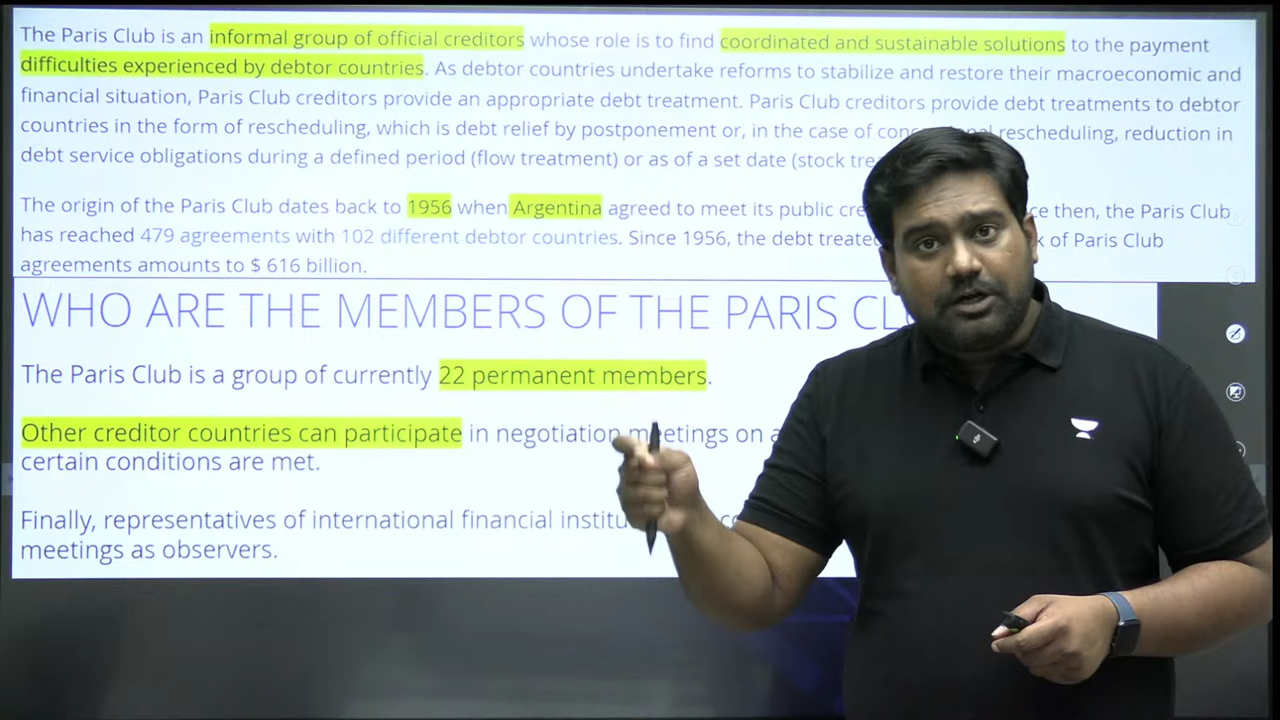 The Paris Club is an informal group of official creditors whose role is to find coordinated and sustainable solutions to the payment
difficulties experienced by debtor countries. As debtor countries undertake reforms to stabilize and restore their macroeconomic and
financial situation, Paris Club creditors provide an appropriate debt treatment. Paris Club creditors provide debt treatments to debtor
countries in the form of rescheduling, which is debt relief by postponement or, in the case of rescheduling, reduction in
debt service obligations during a defined period (flow treatment) or as of a set date (stock
The origin of the Paris Club dates back to 1956 when Argentina agreed to meet its public then, the Paris Club
has reached 479 agreements with 102 different debtor countries. Since 1956, the debt of Paris Club
agreements amounts to $ 616 billion.
WHO ARE THE MEMBERS OF THE PARIS
The Paris Club is a group of currently 22 permanent members.
Other creditor countries can participate in negotiation meetings on
certain conditions are met.
Finally, representatives of international financial
meetings as observers.